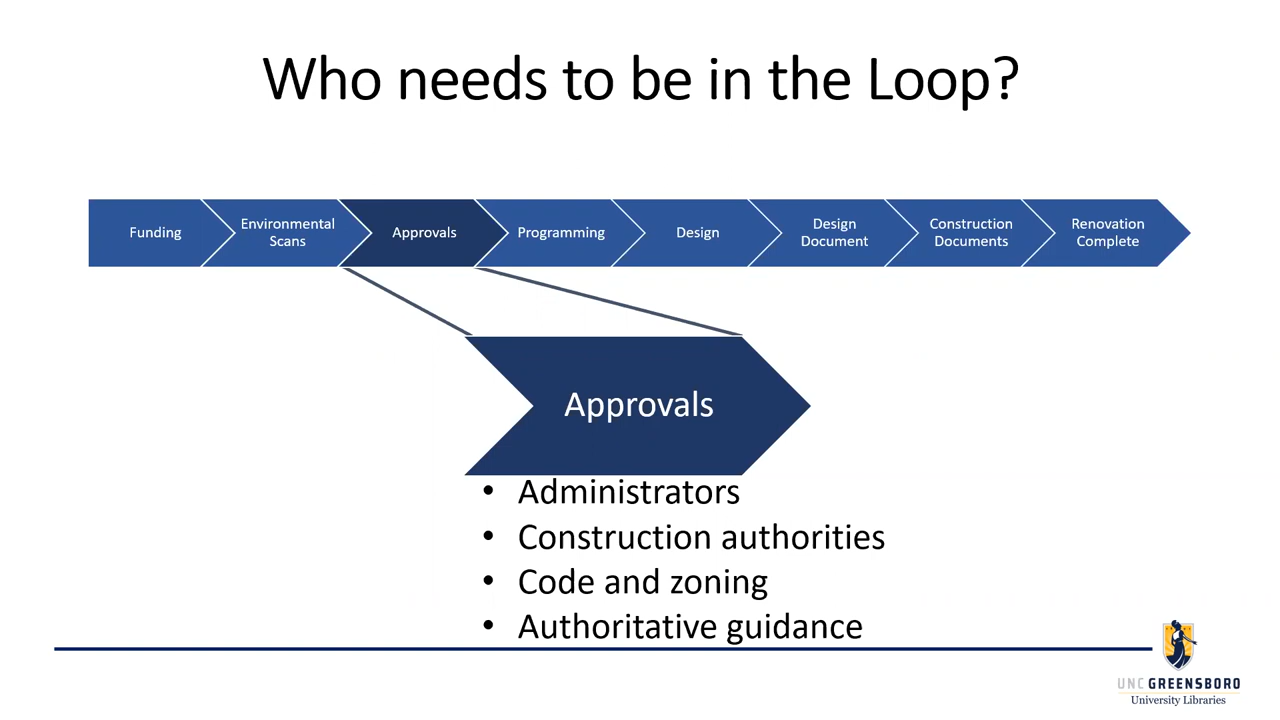 Who needs to be in the Loop?
Funding
Environmental
Scans
Approvals
Programming
Design
Design
Document
Construction
Documents
Renovation
Complete
Approvals
• Administrators
• Construction authorities
• Code and zoning
• Authoritative guidance
UNC GREENSBORO
University Libraries